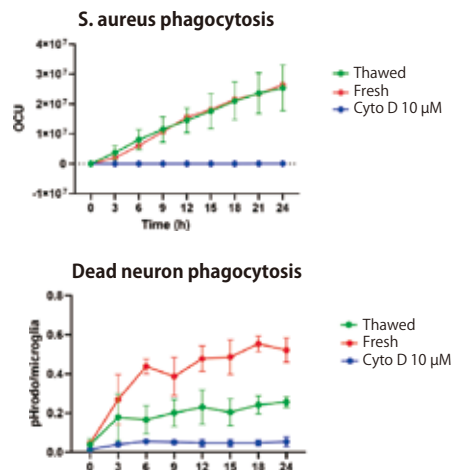 S. aureus phagocytosis
4×10⁷
3×10⁷
2×10⁷
1×10⁷
0
-1×10⁷
OCU
0 3 6 9 12 15 18 21 24
Time (h)
Thawed
Fresh
Cyto D 10 µM
Dead neuron phagocytosis
0.8
0.6
0.4
0.2
0.0
pHrodo/microglia
0 3 6 9 12 15 18 21 24
Thawed
Fresh
Cyto D 10 µM